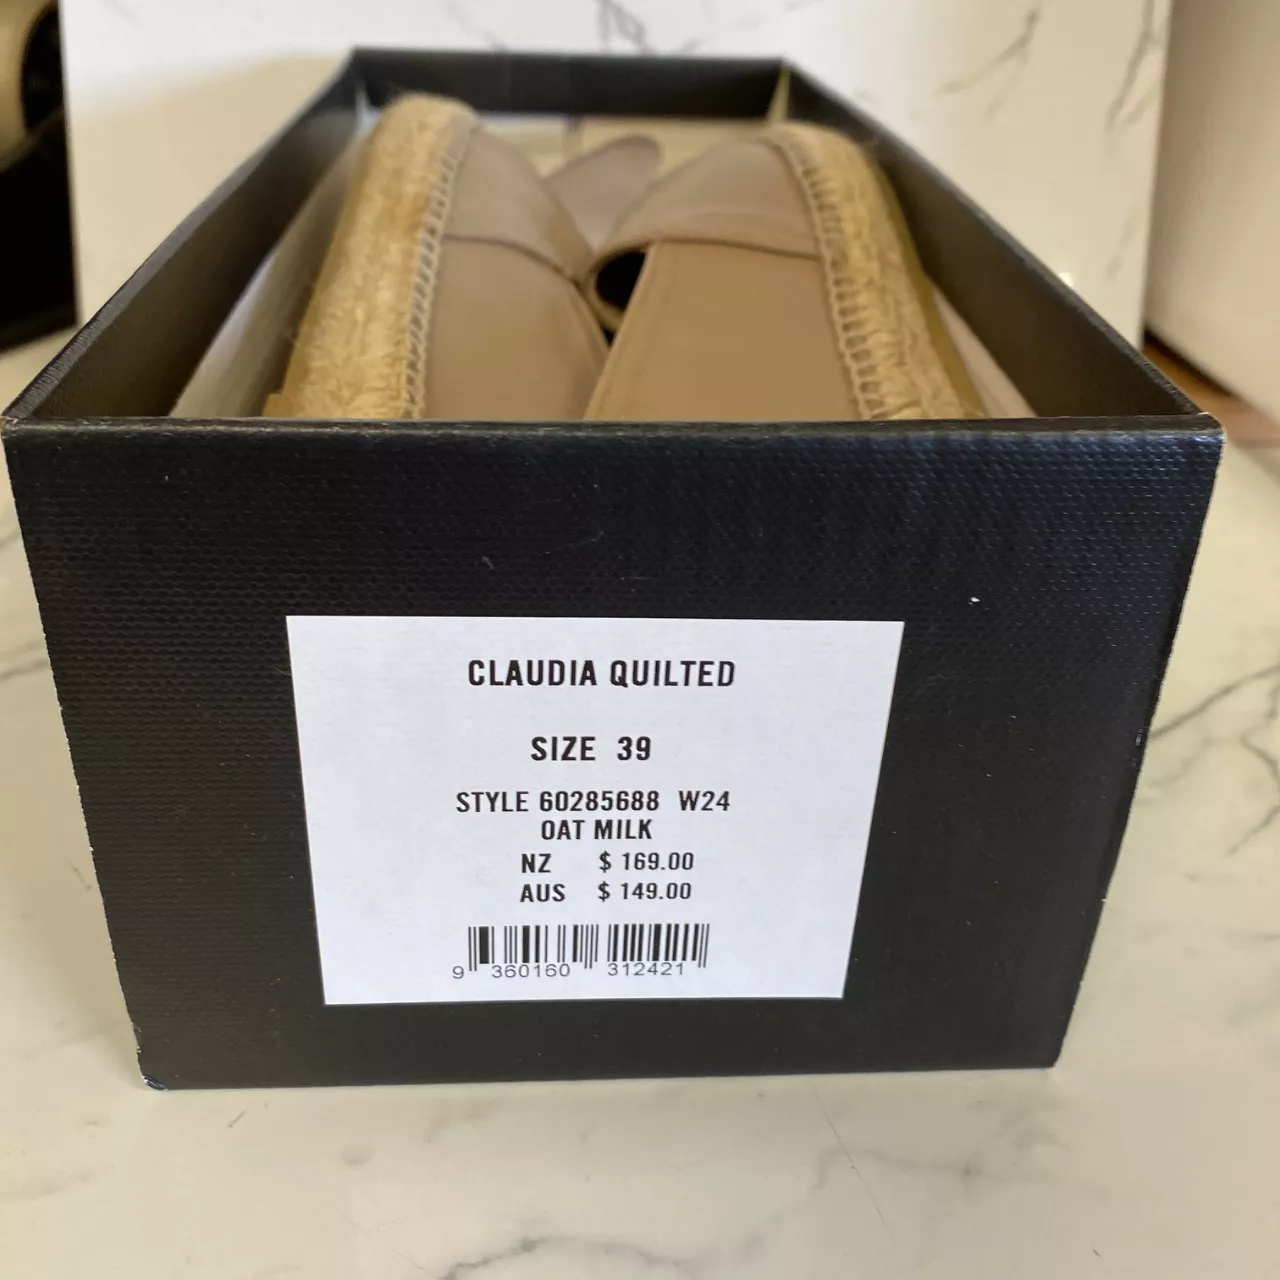 CLAUDIA QUILTED
SIZE 39
STYLE 60285688 W24
OAT MILK
NZ $ 169.00
AUS $ 149.00
9 360160 312421